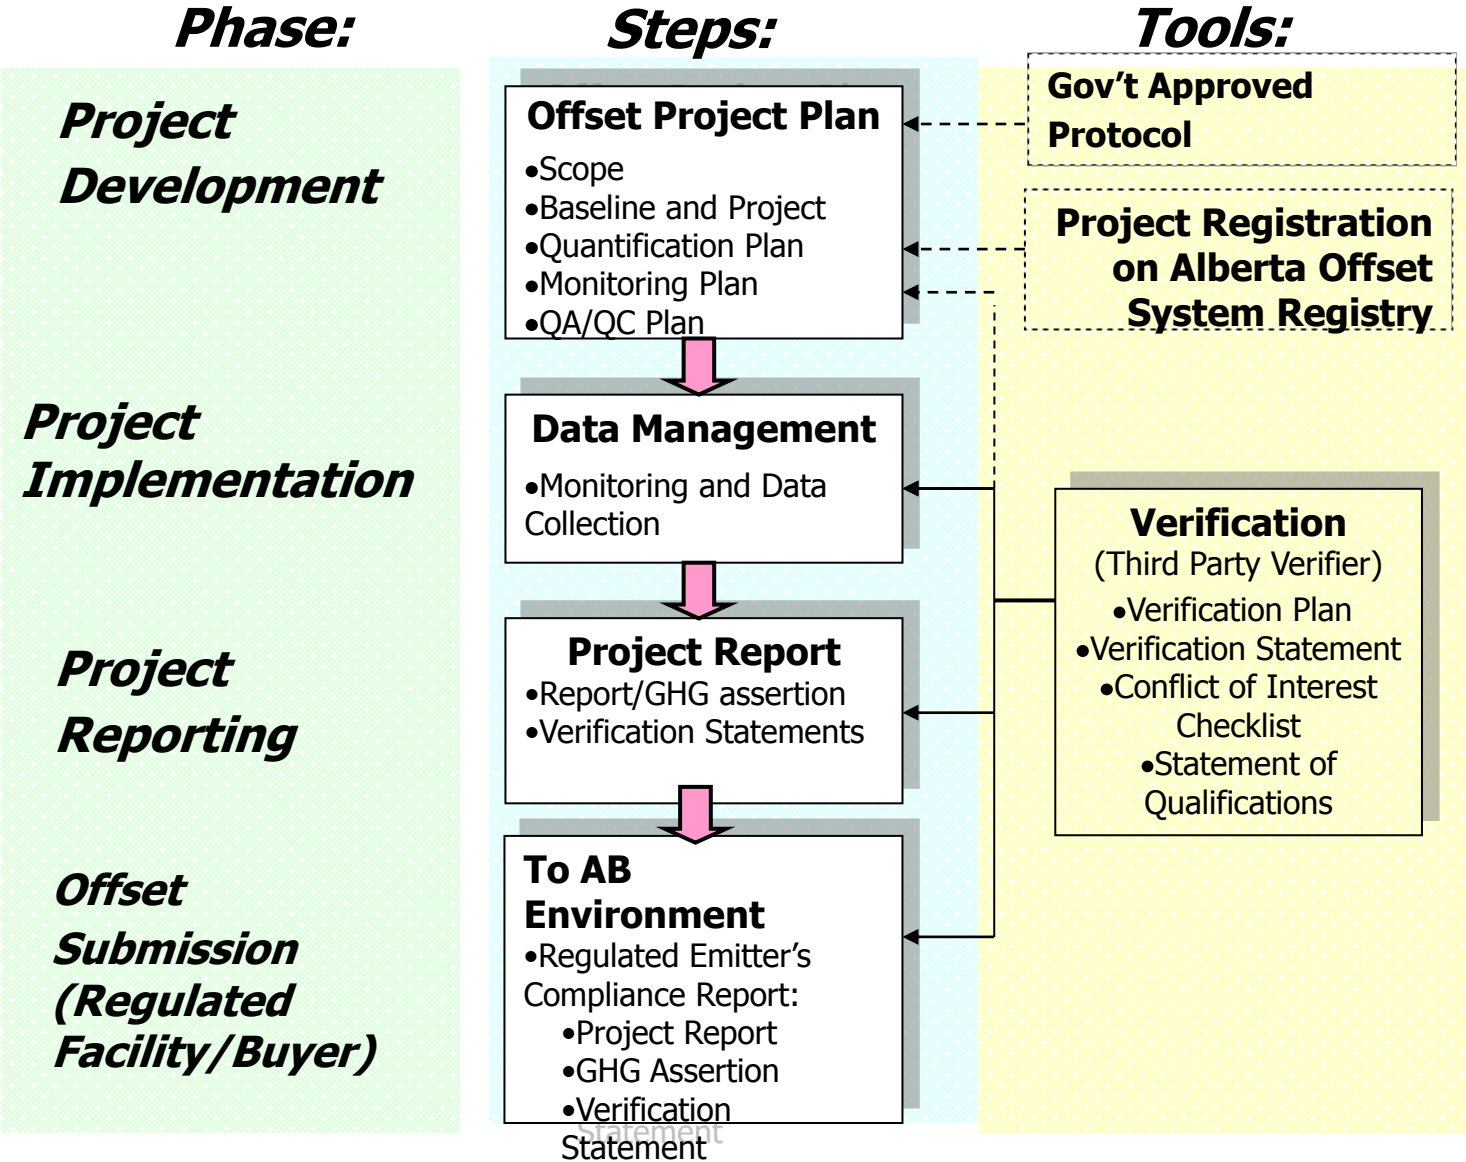 Phase:
Steps:
Tools:
Project
Development
Offset Project Plan
•Scope
•Baseline and Project
•Quantification Plan
•Monitoring Plan
•QA/QC Plan
Gov't Approved
Protocol
Project Registration
on Alberta Offset
System Registry
Project
Implementation
Data Management
•Monitoring and Data
Collection
Verification
(Third Party Verifier)
•Verification Plan
•Verification Statement
•Conflict of Interest
Checklist
•Statement of
Qualifications
Project
Reporting
Project Report
•Report/GHG assertion
•Verification Statements
Offset
Submission
(Regulated
Facility/Buyer)
To AB
Environment
•Regulated Emitter’s
Compliance Report:
•Project Report
•GHG Assertion
•Verification
Statement